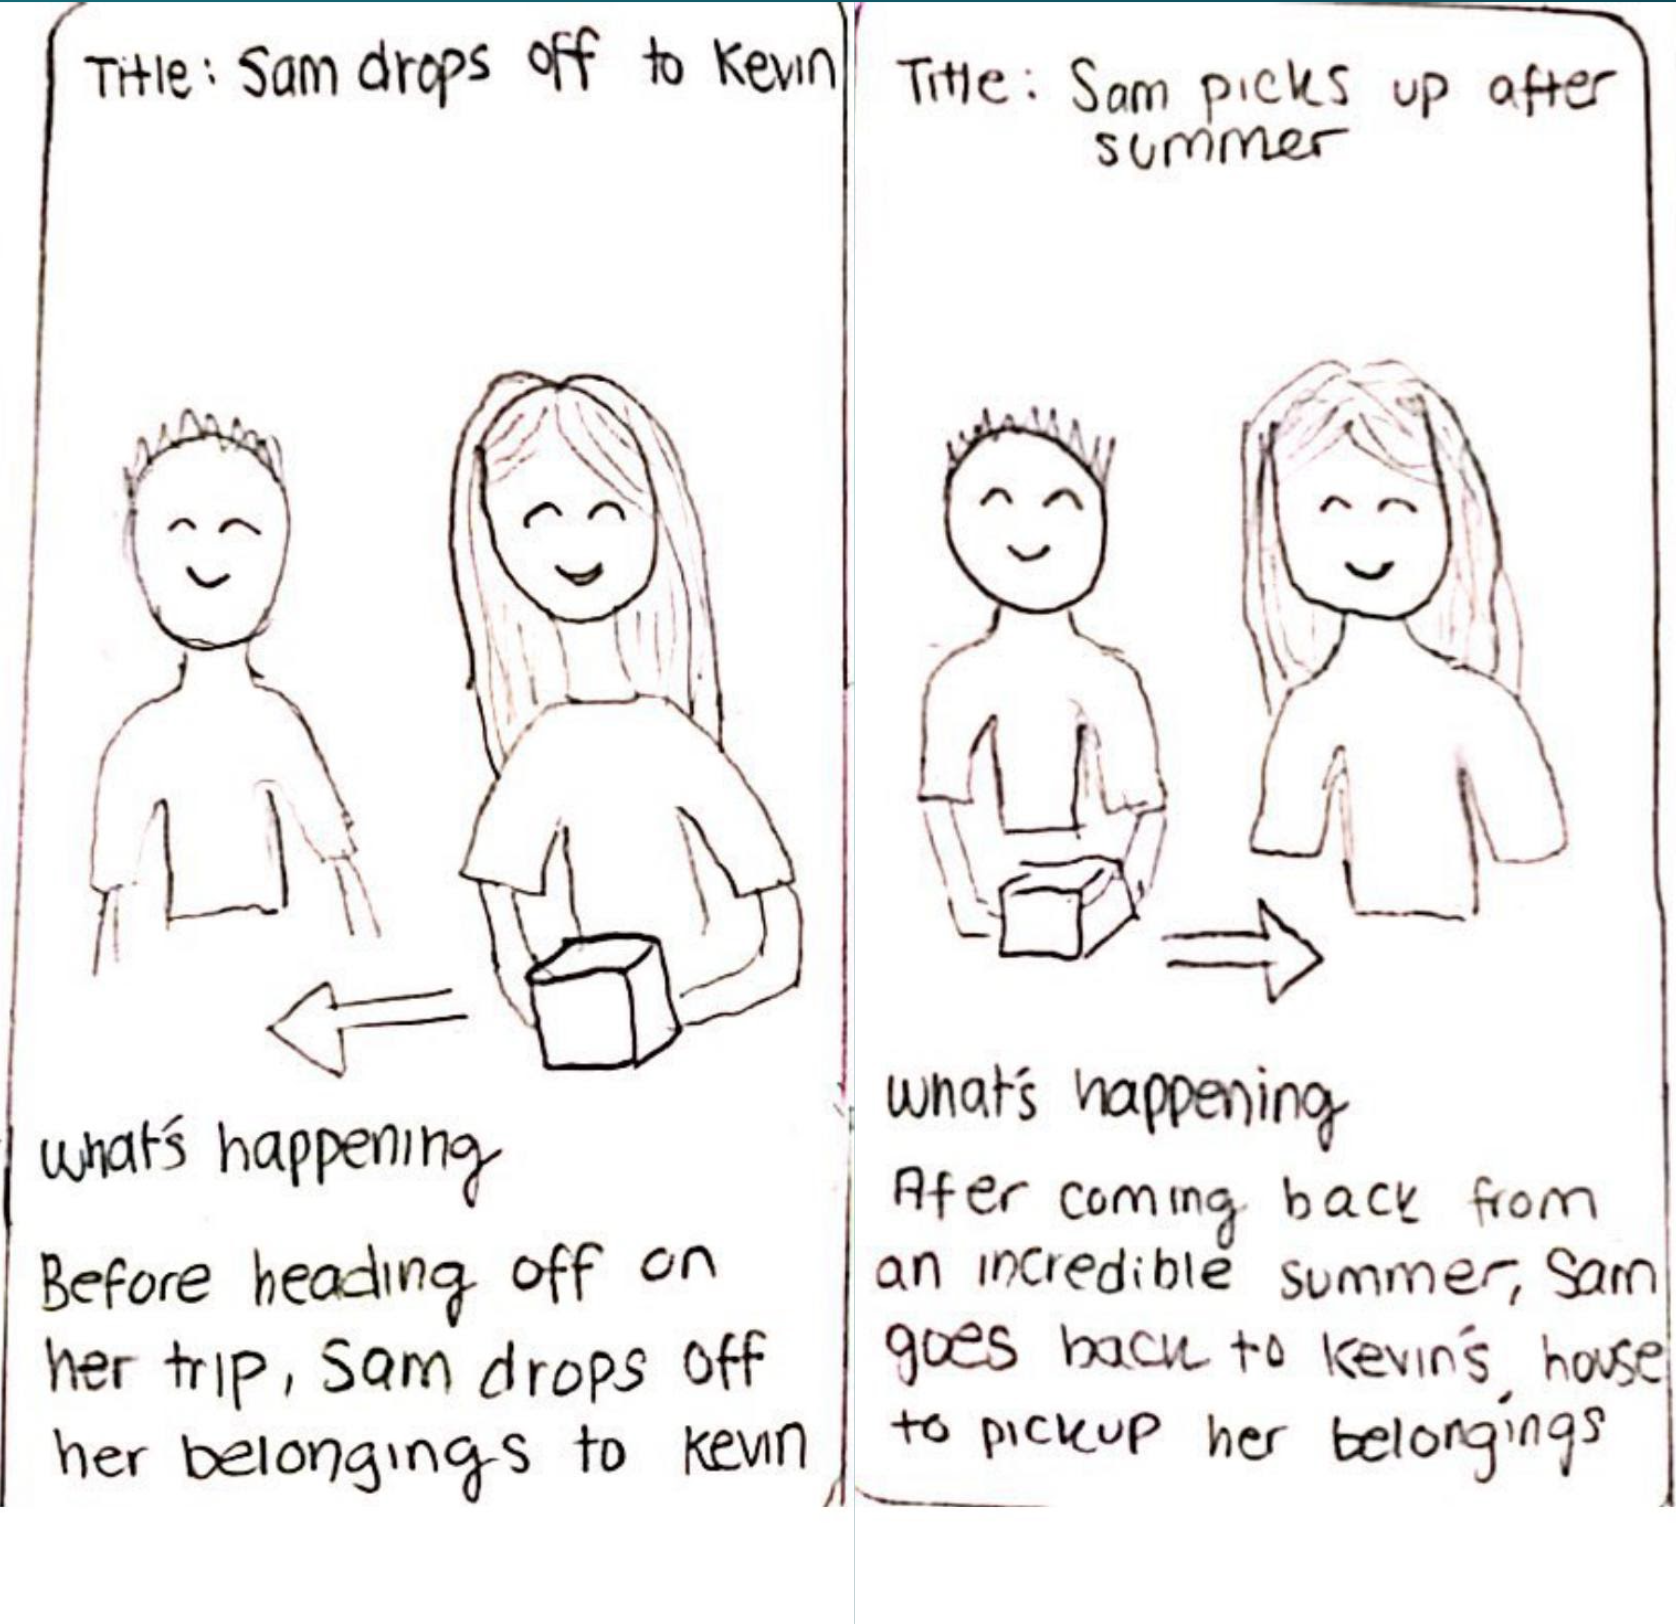 Title: Sam drops off to Kevin
what's happening
Before heading off on
her trip, Sam drops off
her belongings to Kevin
Title: Sam picks up after
summer
what's happening
Afer coming back from
an incredible summer, Sam
goes back to Kevin's house
to pickup her belongings